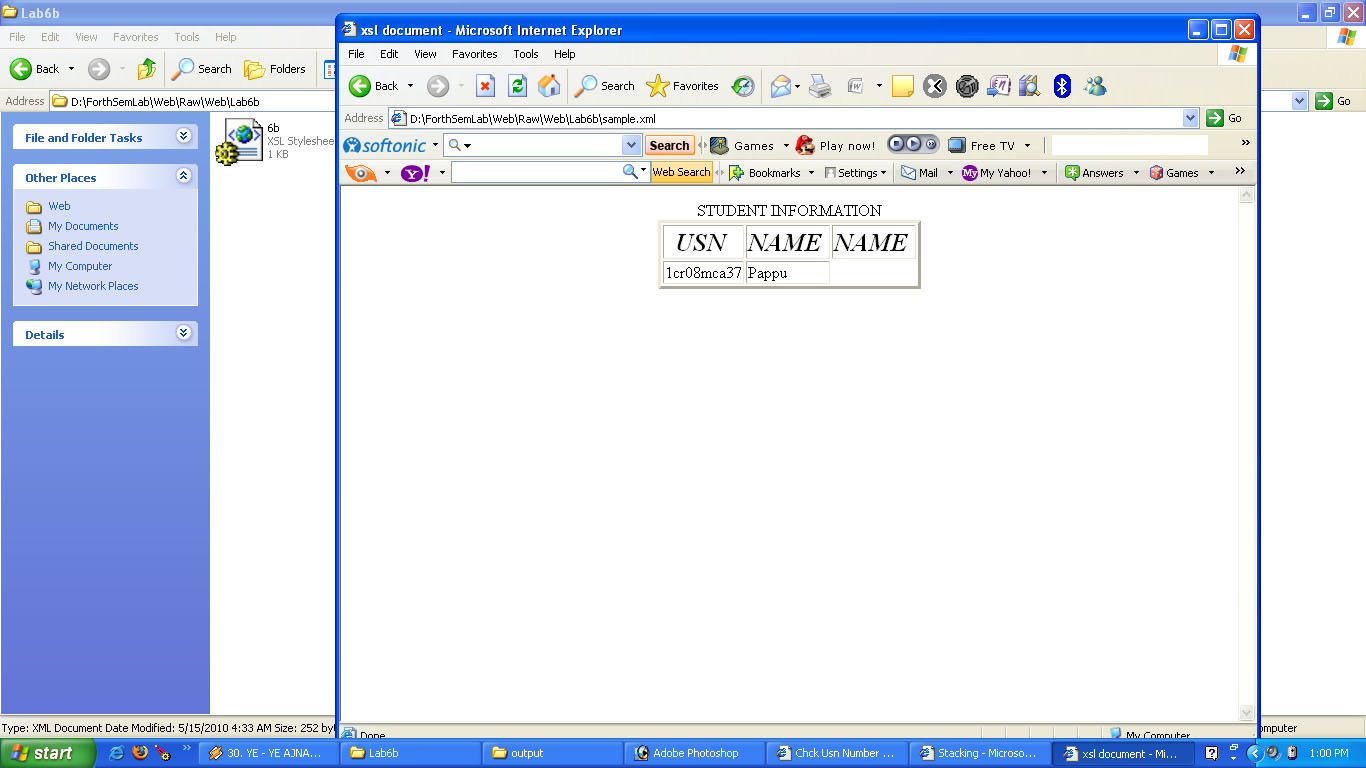 Lab6b
File Edit View Favorites Tools Help
Back Search Folders
Address D:\ForthSemLab\Web\Raw\Web\Lab6b
Go
File and Folder Tasks
Other Places
Web
My Documents
Shared Documents
My Computer
My Network Places
Details
6b
XSL Styleshee
1 KB
xsl document - Microsoft Internet Explorer
File Edit View Favorites Tools Help
Back Search Favorites
Address D:\ForthSemLab\Web\Raw\Web\Lab6b\sample.xml Go
softonic Search Games Play now! Free TV »
Y! Web Search Bookmarks Settings Mail My My Yahoo! Answers Games »
STUDENT INFORMATION
USN NAME NAME
1cr08mca37 Pappu
Done My Computer
Type: XML Document Date Modified: 5/15/2010 4:33 AM Size: 252 by
omputer
start » 30. YE - YE AJNA... Lab6b output Adobe Photoshop Chck Usn Number ... Stacking - Microso... xsl document - Mi... 1:00 PM